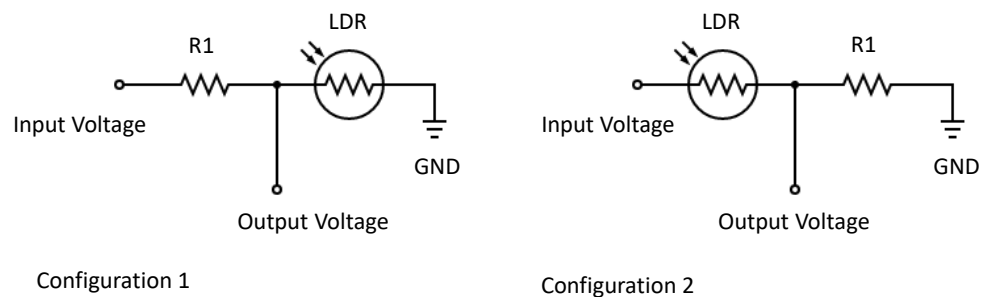 LDR
R1
Input Voltage
GND
Output Voltage
Configuration 1
LDR
R1
Input Voltage
GND
Output Voltage
Configuration 2